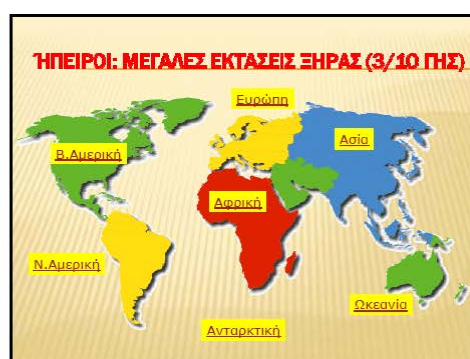 ΉΠΕΙΡΟΙ: ΜΕΓΑΛΕΣ ΕΚΤΑΣΕΙΣ ΞΗΡΑΣ (3/10 ΓΗΣ)
Ευρώπη
Β.Αμερική
Ασία
Αφρική
Ν.Αμερική
Ωκεανία
Ανταρκτική